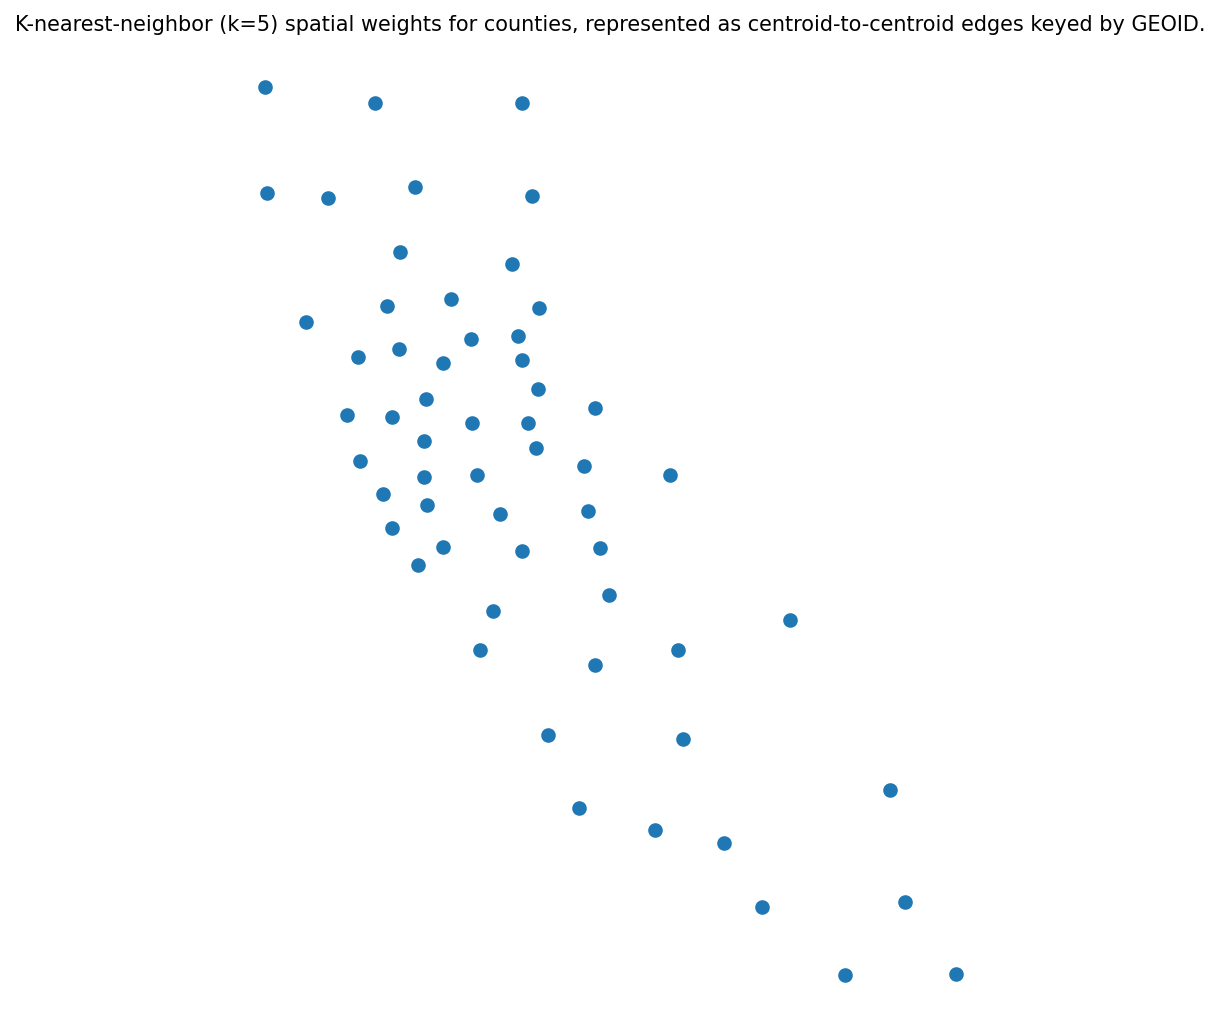 K-nearest-neighbor (k=5) spatial weights for counties, represented as centroid-to-centroid edges keyed by GEOID.